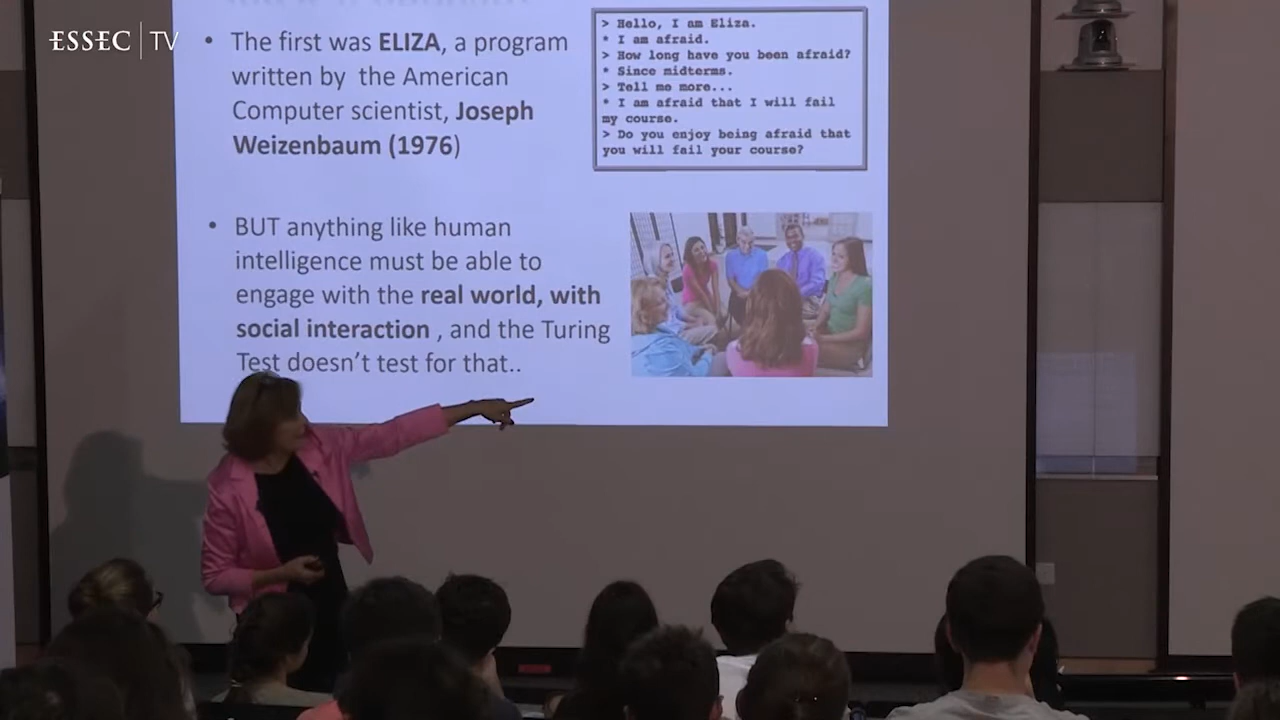 ESSEC TV
• The first was ELIZA, a program
written by the American
Computer scientist, Joseph
Weizenbaum (1976)
> Hello, I am Eliza.
* I am afraid.
> How long have you been afraid?
* Since midterms.
> Tell me more...
* I am afraid that I will fail
my course.
> Do you enjoy being afraid that
you will fail your course?
• BUT anything like human
intelligence must be able to
engage with the real world, with
social interaction , and the Turing
Test doesn't test for that..